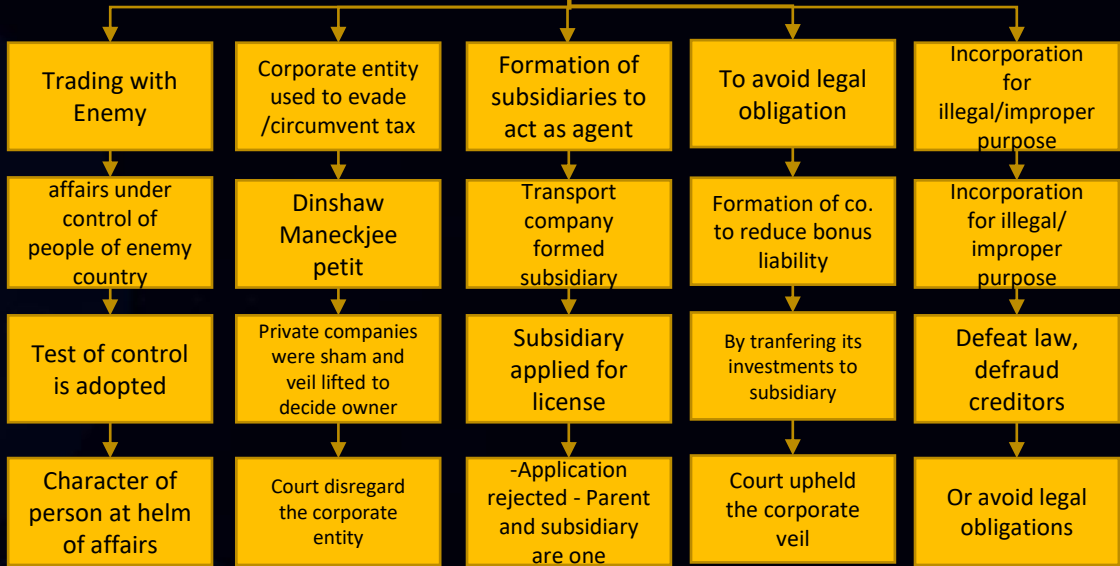 Trading with
Enemy
affairs under
control of
people of enemy
country
Test of control
is adopted
Character of
person at helm
of affairs
Corporate entity
used to evade
/circumvent tax
Dinshaw
Maneckjee
petit
Private companies
were sham and
veil lifted to
decide owner
Court disregard
the corporate
entity
Formation of
subsidiaries to
act as agent
Transport
company
formed
subsidiary
Subsidiary
applied for
license
-Application
rejected - Parent
and subsidiary
are one
To avoid legal
obligation
Formation of co.
to reduce bonus
liability
By tranfering its
investments to
subsidiary
Court upheld
the corporate
veil
Incorporation
for
illegal/improper
purpose
Incorporation
for illegal/
improper
purpose
Defeat law,
defraud
creditors
Or avoid legal
obligations